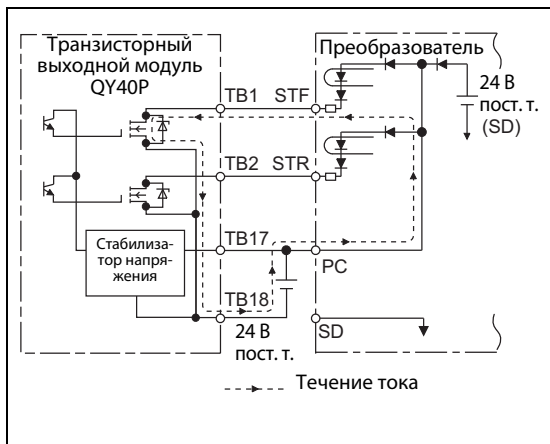 Транзисторный
выходной модуль
QY40P
Преобразователь
TB1 STF
24 В
пост. т.
(SD)
TB2 STR
Стабилиза-
тор напря-
жения
TB17
PC
TB18
24 В
пост. т.
SD
Течение тока